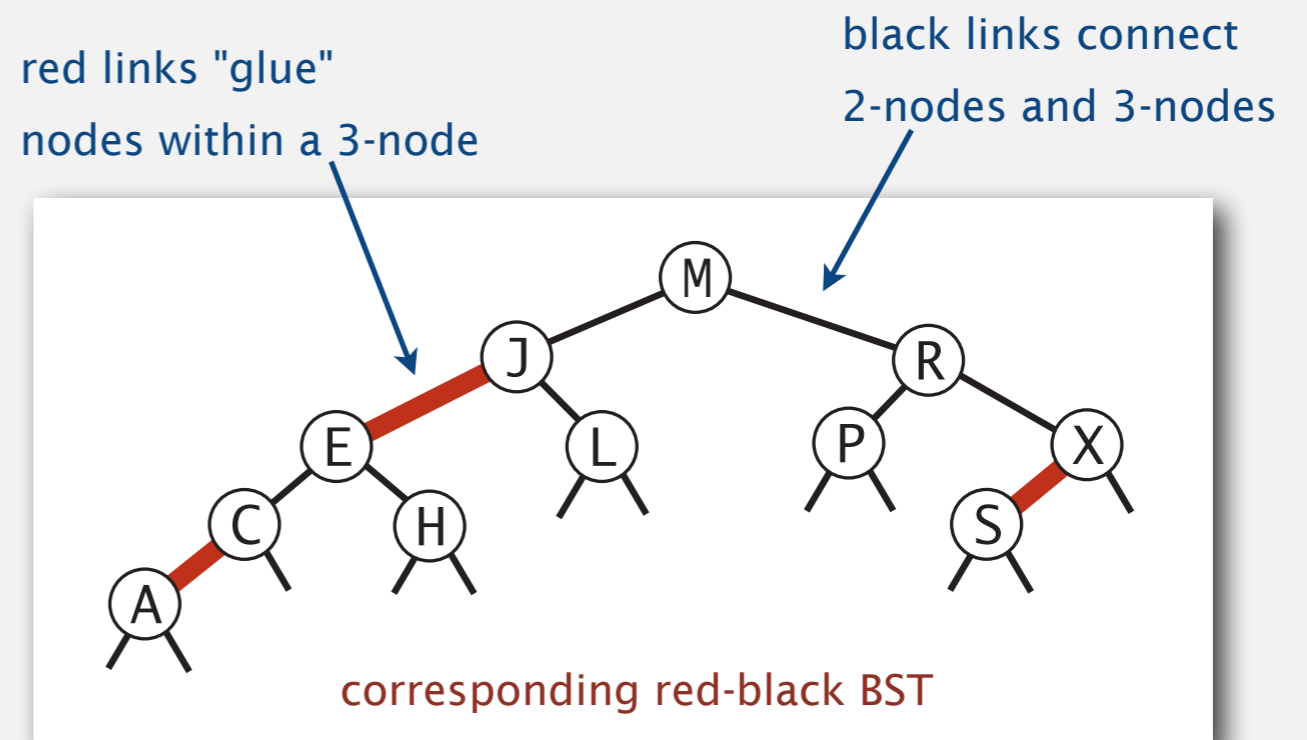 red links "glue"
nodes within a 3-node
black links connect
2-nodes and 3-nodes
M
J
R
E
L
P
X
C
H
S
A
corresponding red-black BST